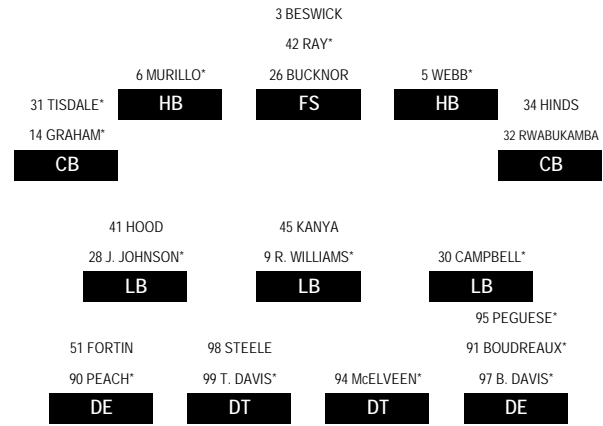 3 BESWICK
42 RAY*
6 MURILLO* 26 BUCKNOR 5 WEBB*
31 TISDALE* HB FS HB 34 HINDS
14 GRAHAM* 32 RWABUKAMBA
CB CB
41 HOOD 45 KANYA
28 J. JOHNSON* 9 R. WILLIAMS* 30 CAMPBELL*
LB LB LB
95 PEGUESE*
51 FORTIN 98 STEELE 91 BOUDREAUX*
90 PEACH* 99 T. DAVIS* 94 McELVEEN* 97 B. DAVIS*
DE DT DT DE